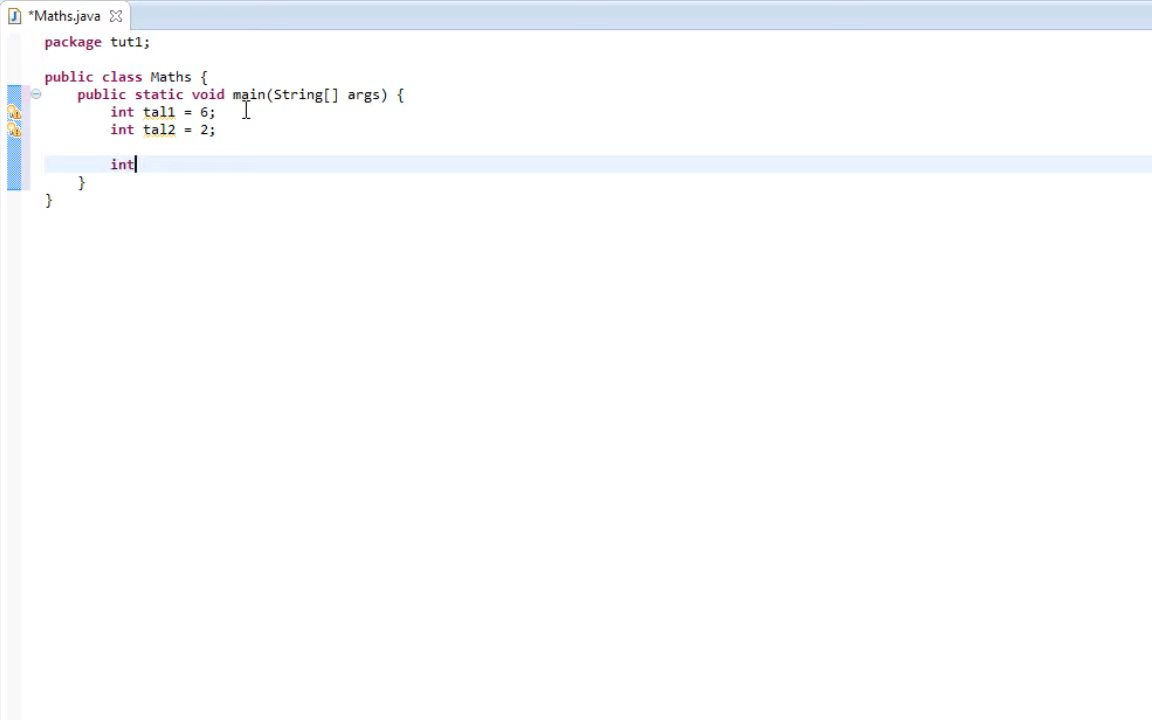 *Maths.java
package tut1;
public class Maths {
public static void main(String[] args) {
int tal1 = 6;
int tal2 = 2;
int
}
}